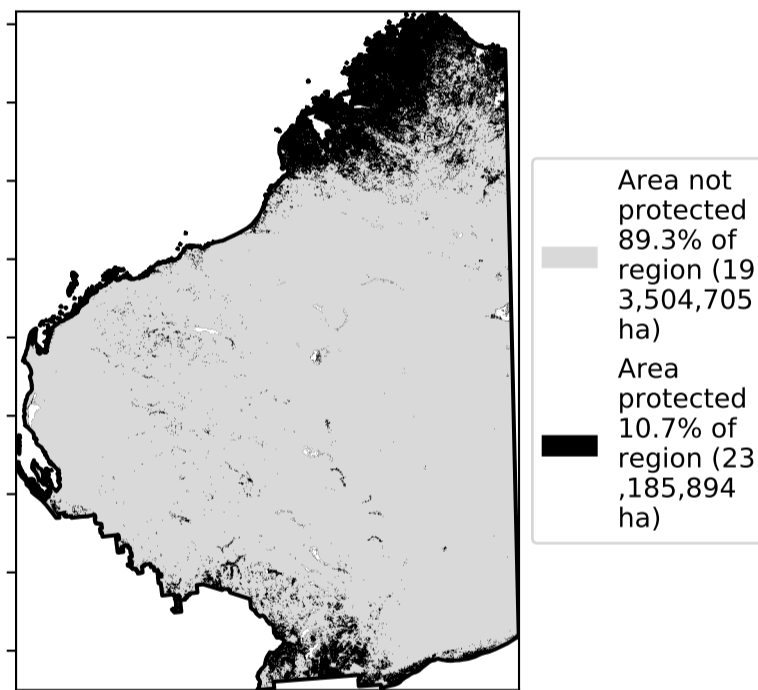 Area not
protected
89.3% of
region (19
3,504,705
ha)
Area
protected
10.7% of
region (23
,185,894
ha)